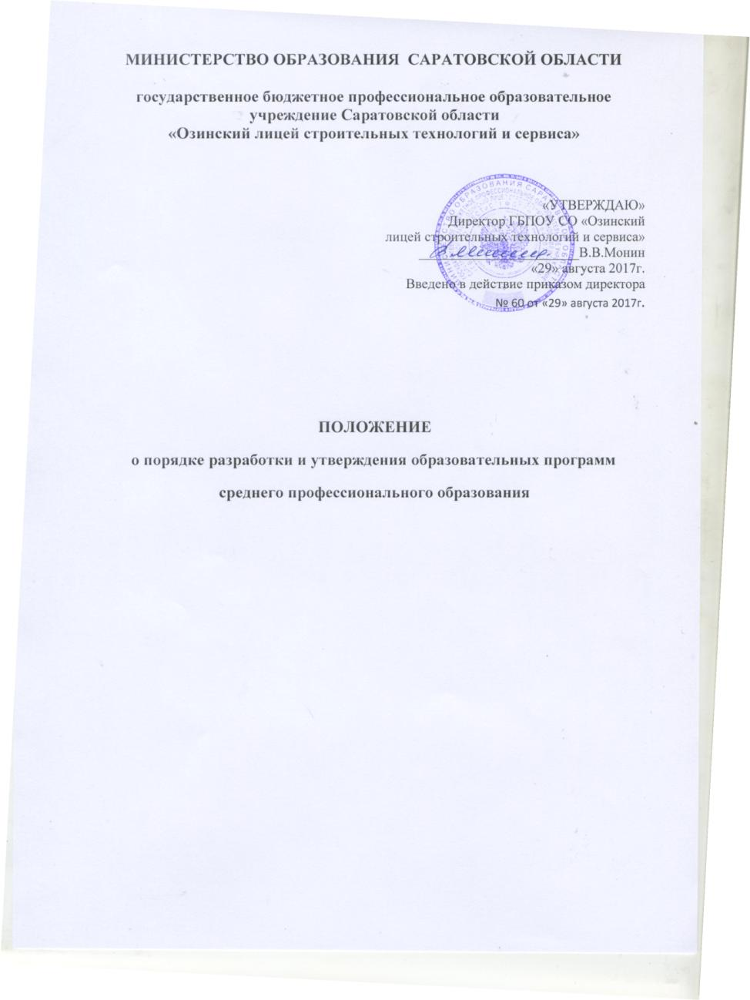 МИНИСТЕРСТВО ОБРАЗОВАНИЯ САРАТОВСКОЙ ОБЛАСТИ
государственное бюджетное профессиональное образовательное
учреждение Саратовской области
«Озинский лицей строительных технологий и сервиса»
«УТВЕРЖДАЮ»
Директор ГБПОУ СО «Озинский
лицей строительных технологий и сервиса»
В.В.Монин
«29» августа 2017г.
Введено в действие приказом директора
№ 60 от «29» августа 2017г.
ПОЛОЖЕНИЕ
о порядке разработки и утверждения образовательных программ
среднего профессионального образования